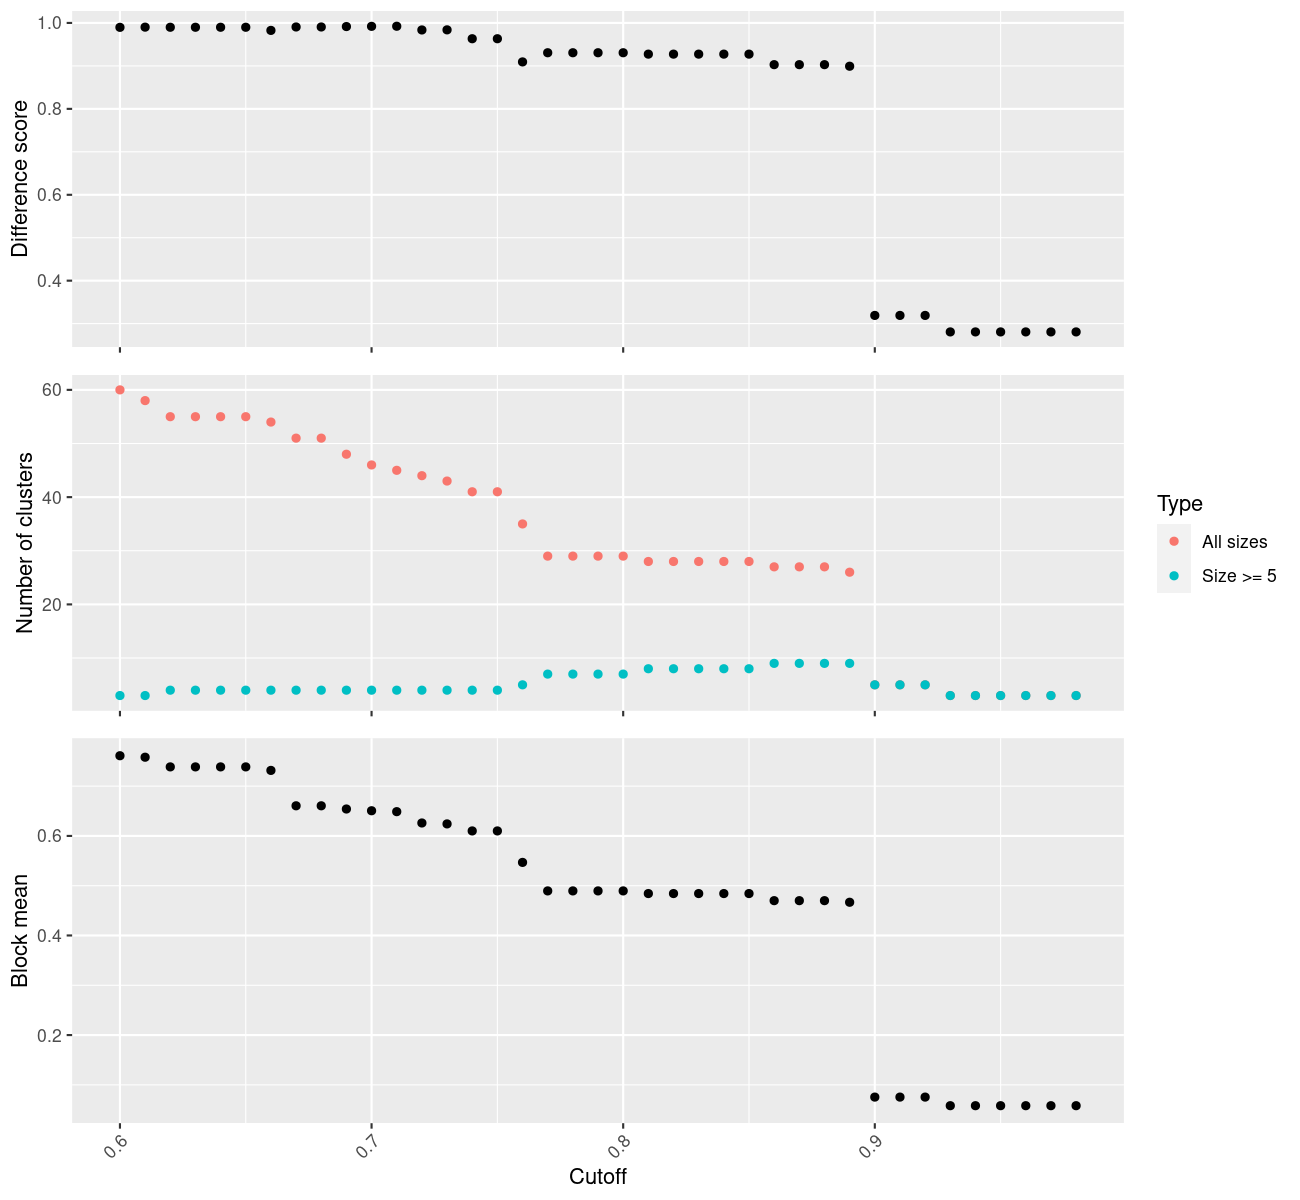 1.0
0.8
0.6
0.4
Difference score
60
40
20
Number of clusters
Type
All sizes
Size >= 5
0.6
0.4
0.2
Block mean
0.6
0.7
0.8
0.9
Cutoff